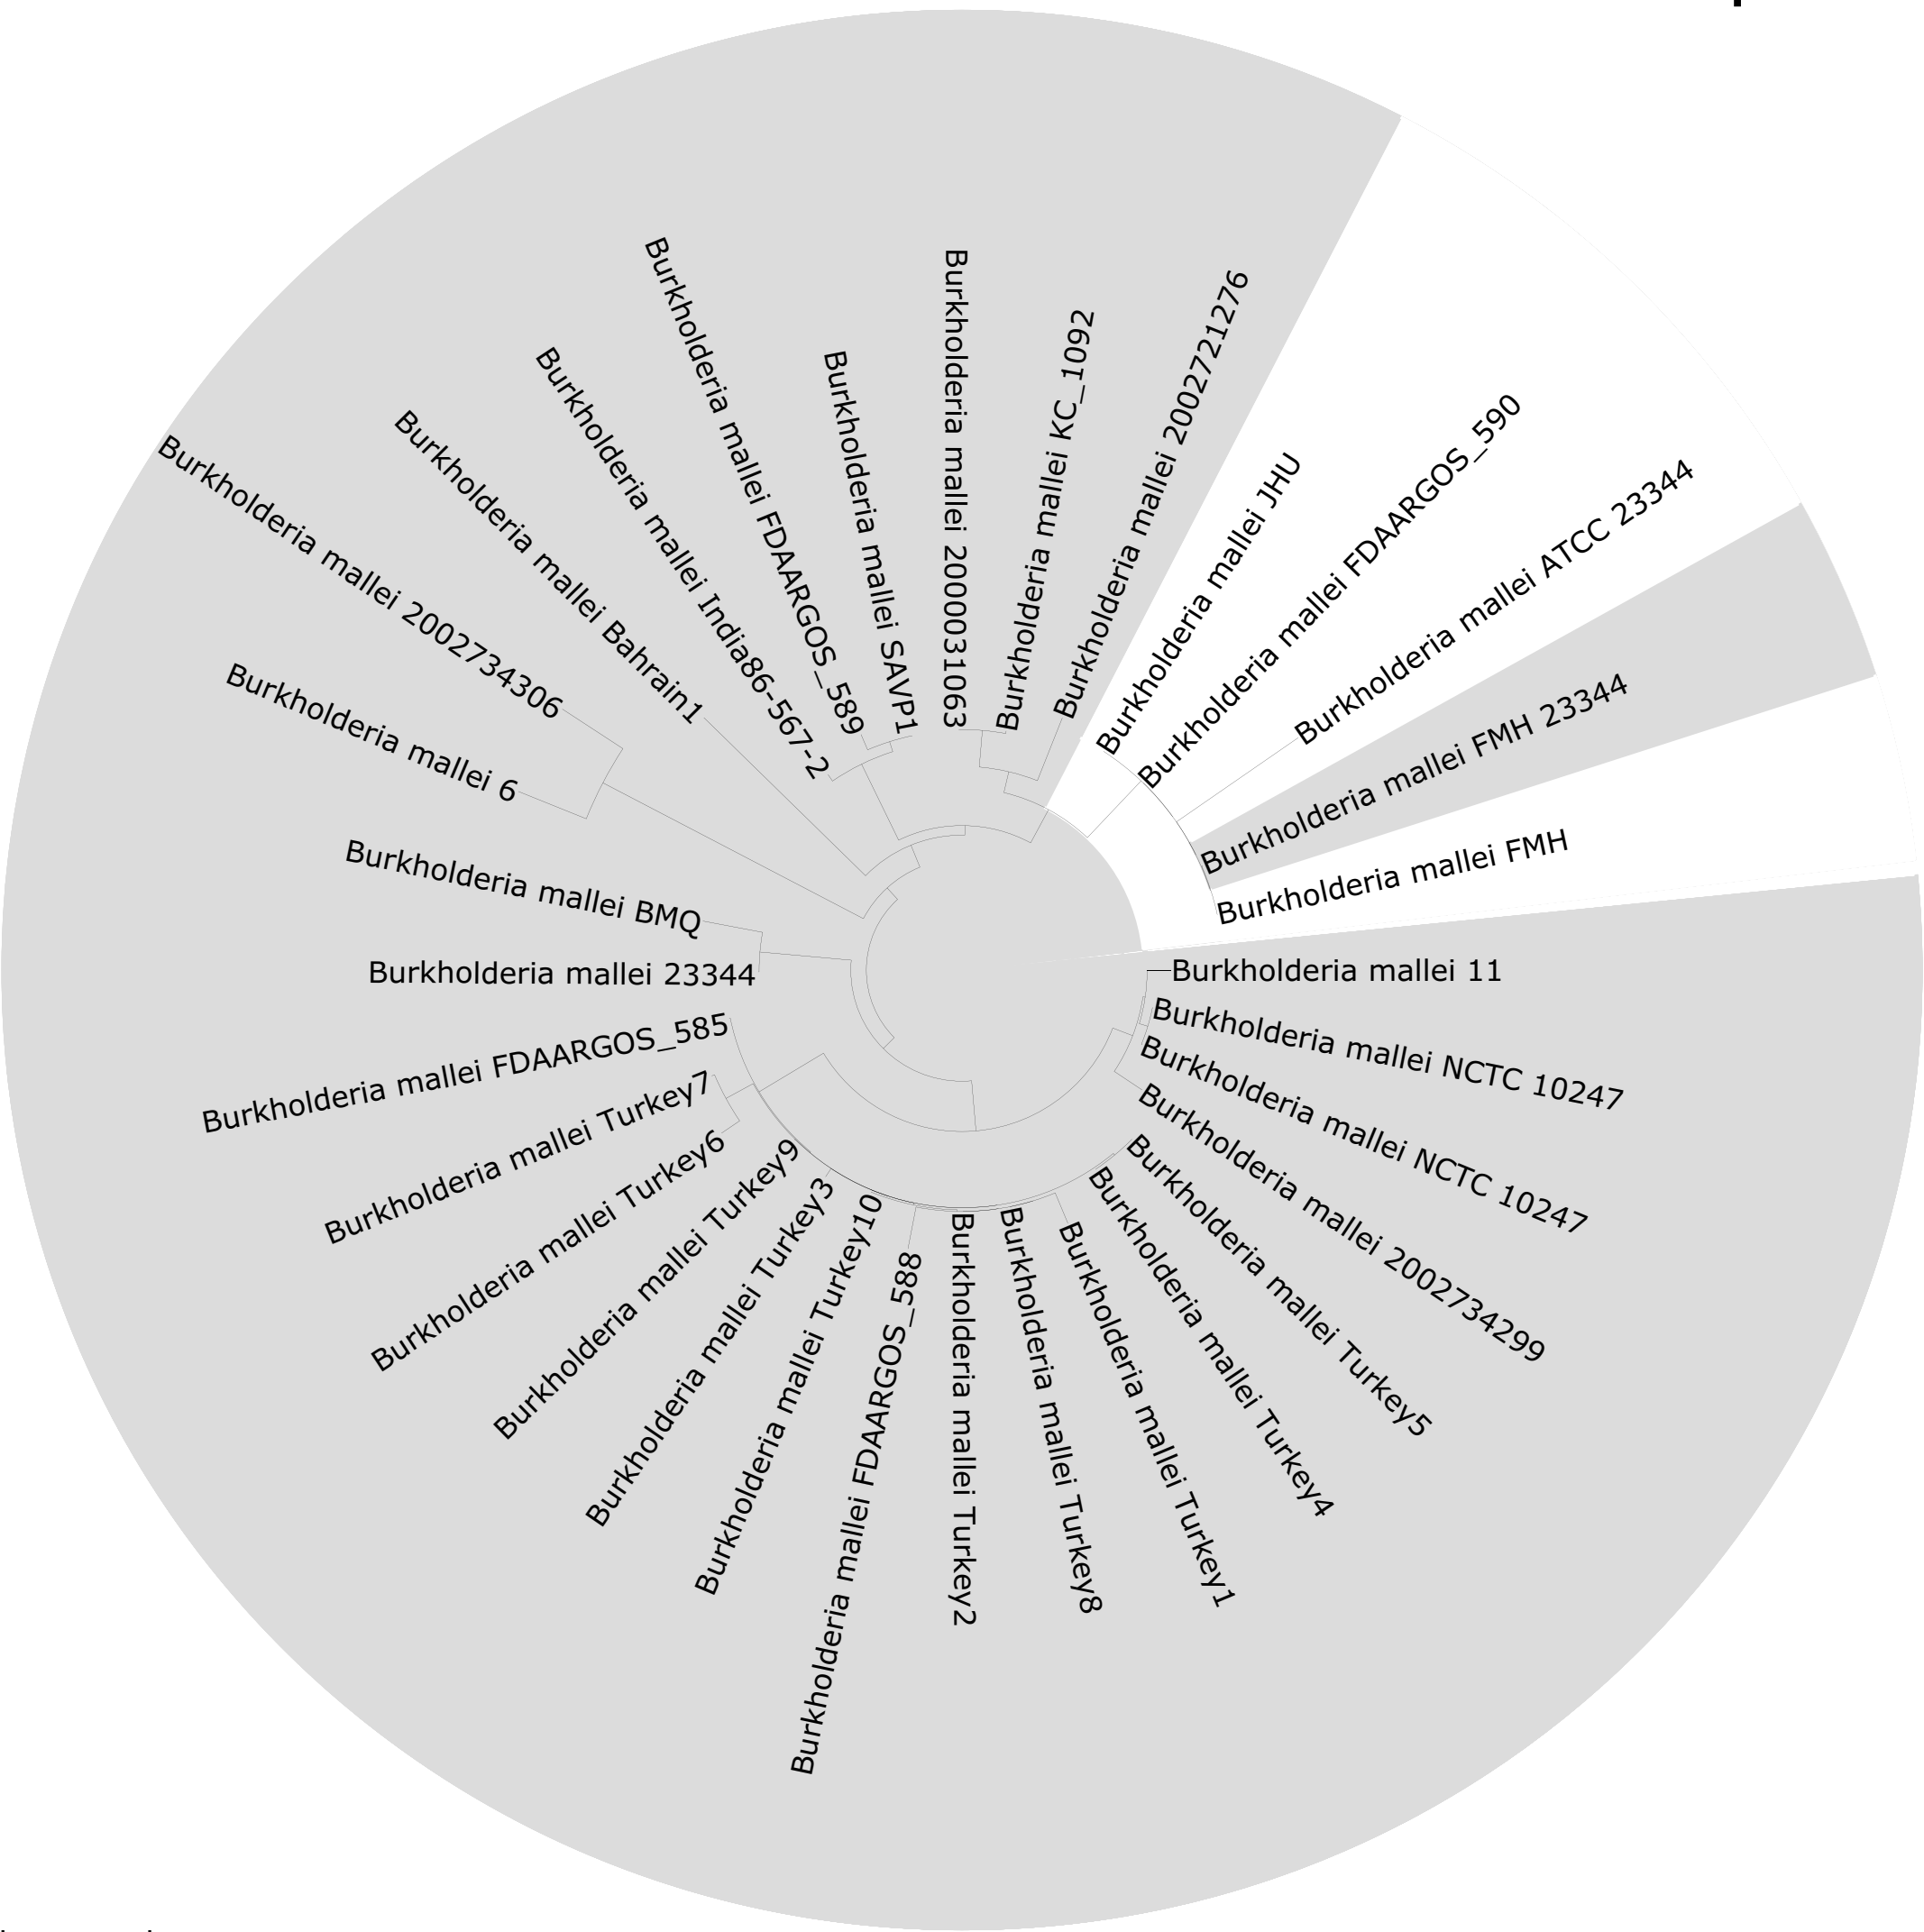 Burkholderia mallei 2000031063
Burkholderia mallei KC_1092
Burkholderia mallei 2002721276
Burkholderia mallei JHU
Burkholderia mallei FDAARGOS_590
Burkholderia mallei ATCC 23344
Burkholderia mallei FMH 23344
Burkholderia mallei FMH
Burkholderia mallei 11
Burkholderia mallei NCTC 10247
Burkholderia mallei NCTC 10247
Burkholderia mallei 2002734299
Burkholderia mallei Turkey5
Burkholderia mallei Turkey4
Burkholderia mallei Turkey1
Burkholderia mallei Turkey8
Burkholderia mallei Turkey2
Burkholderia mallei FDAARGOS_588
Burkholderia mallei Turkey10
Burkholderia mallei Turkey3
Burkholderia mallei Turkey9
Burkholderia mallei Turkey6
Burkholderia mallei Turkey7
Burkholderia mallei FDAARGOS_585
Burkholderia mallei 23344
Burkholderia mallei BMQ
Burkholderia mallei 6
Burkholderia mallei 2002734306
Burkholderia mallei Bahrain1
Burkholderia mallei India86-567-2
Burkholderia mallei FDAARGOS_589
Burkholderia mallei SAVP1